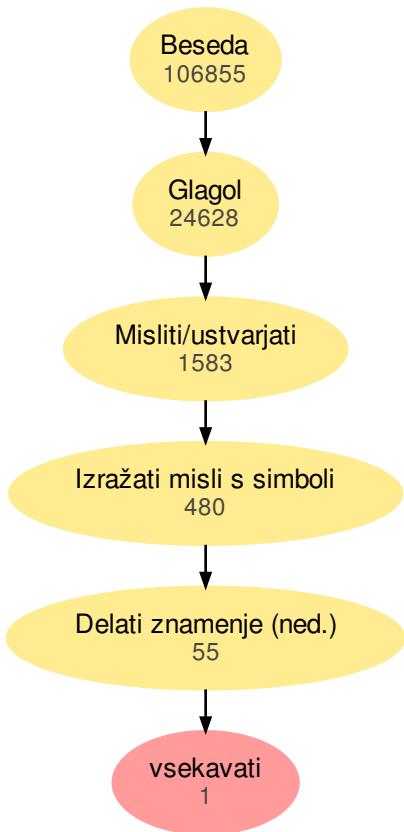 Beseda
106855
Glagol
24628
Misliti/ustvarjati
1583
Izražati misli s simboli
480
Delati znamenje (ned.)
55
vsekavati
1